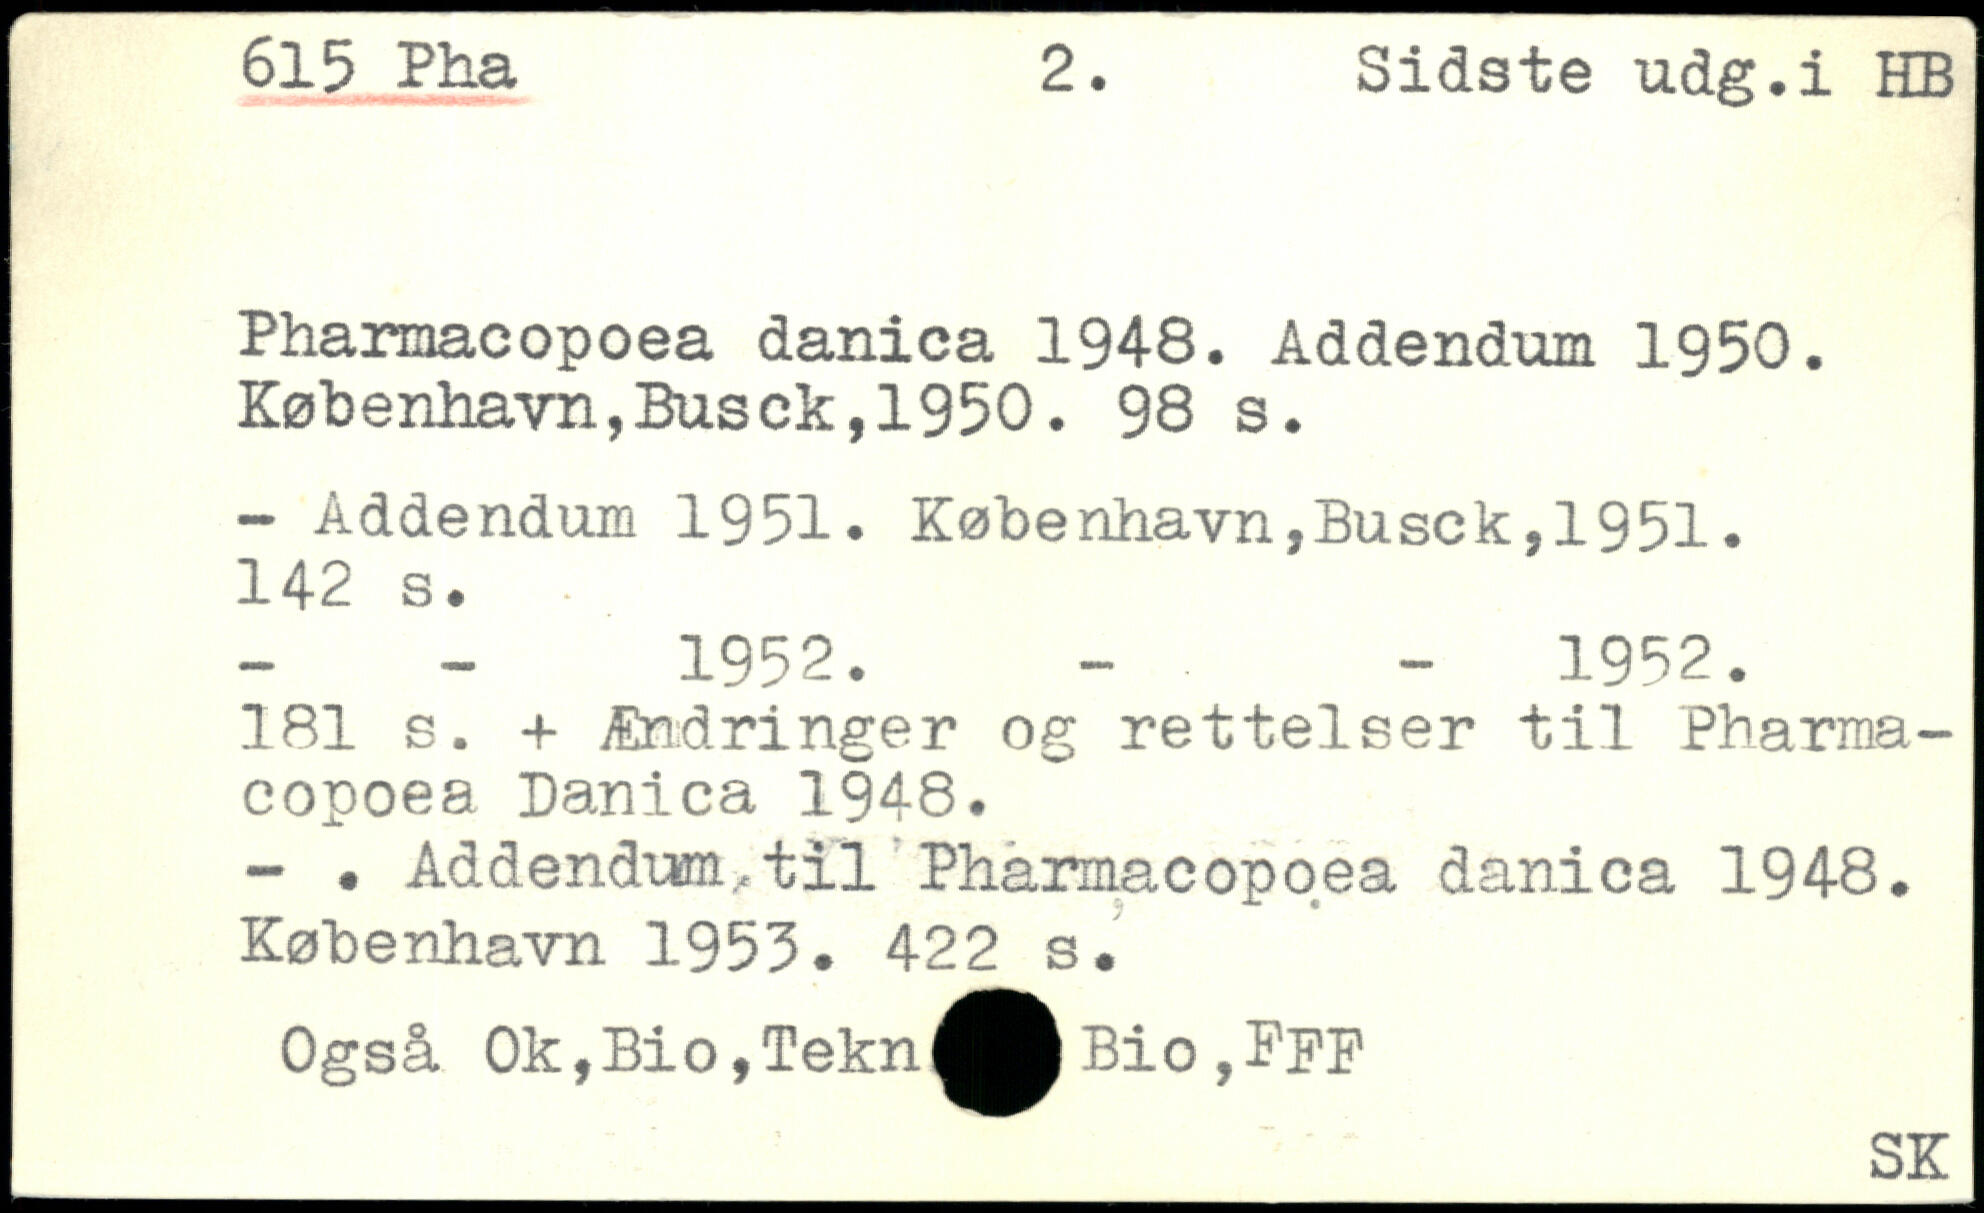 615 Pha 2. Sidste udg.i HB
Pharmacopoea danica 1948. Addendum 1950.
København,Busck,1950. 98 s.
- Addendum 1951. København,Busck,1951.
142 s.
- - 1952. - - 1952.
181 s. + Ændringer og rettelser til Pharma-
copoea Danica 1948.
- . Addendum til Pharmacopoea danica 1948.
København 1953. 422 s.
Også Ok,Bio,Tekn Bio,FFF
SK